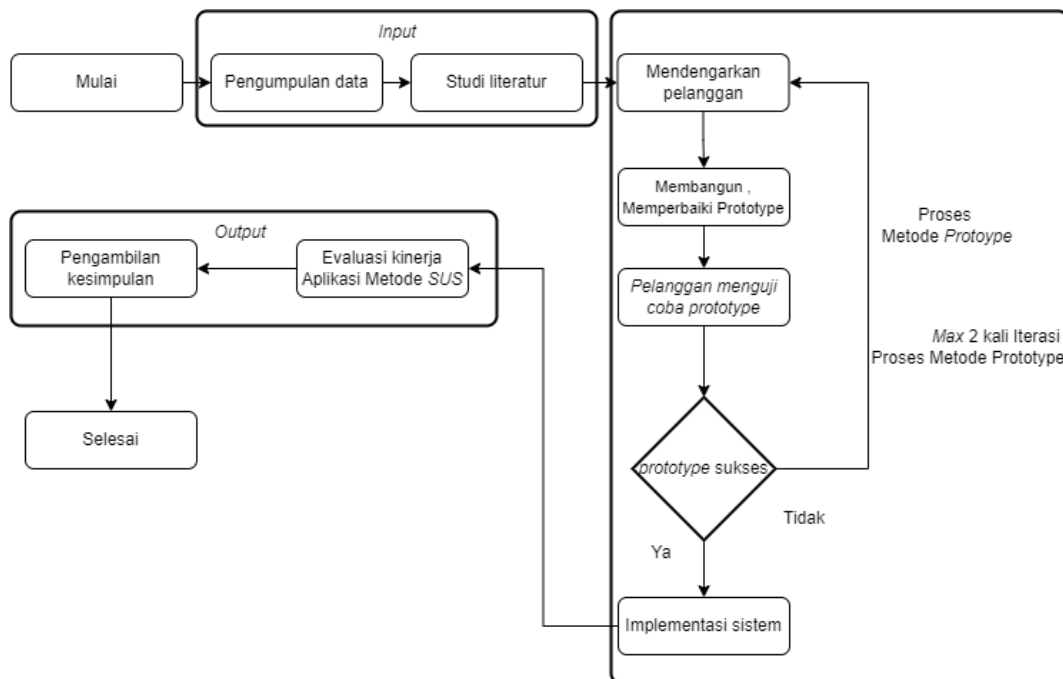 Input
Mulai
Pengumpulan data
Studi literatur
Mendengarkan
pelanggan
Membangun ,
Memperbaiki Prototype
Proses
Metode Protoype
Pelanggan menguji
coba prototype
Max 2 kali Iterasi
Proses Metode Prototype
prototype sukses
Tidak
Ya
Implementasi sistem
Output
Evaluasi kinerja
Aplikasi Metode SUS
Pengambilan
kesimpulan
Selesai